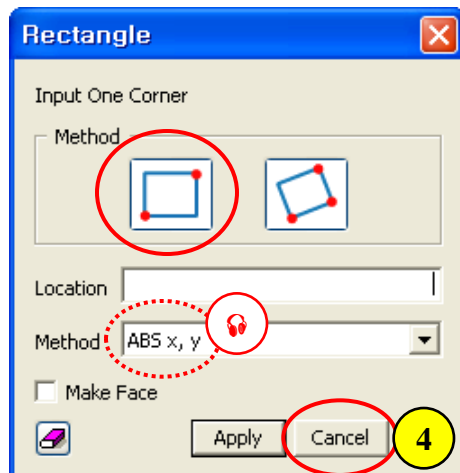 Rectangle
Input One Corner
Method
Location
Method ABS x, y
Make Face
Apply Cancel 4